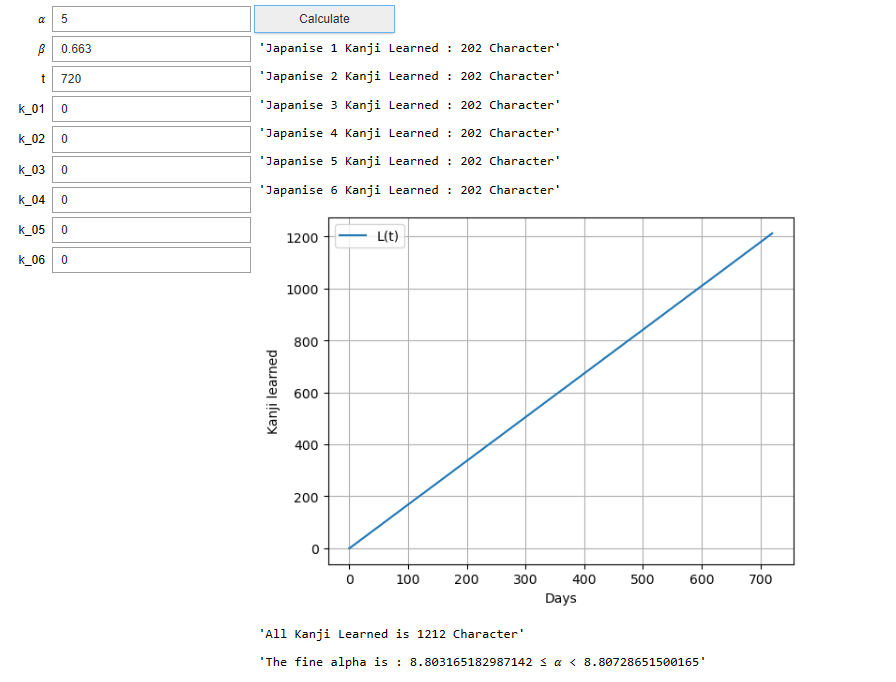 α 5 Calculate
β 0.663 'Japanise 1 Kanji Learned : 202 Character'
t 720 'Japanise 2 Kanji Learned : 202 Character'
k_01 0 'Japanise 3 Kanji Learned : 202 Character'
k_02 0 'Japanise 4 Kanji Learned : 202 Character'
k_03 0 'Japanise 5 Kanji Learned : 202 Character'
k_04 0 'Japanise 6 Kanji Learned : 202 Character'
k_05 0
k_06 0
L(t)
1200
1000
800
600
400
200
0
Kanji learned
0 100 200 300 400 500 600 700
Days
'All Kanji Learned is 1212 Character'
'The fine alpha is : 8.803165182987142 ≤ α < 8.80728651500165'